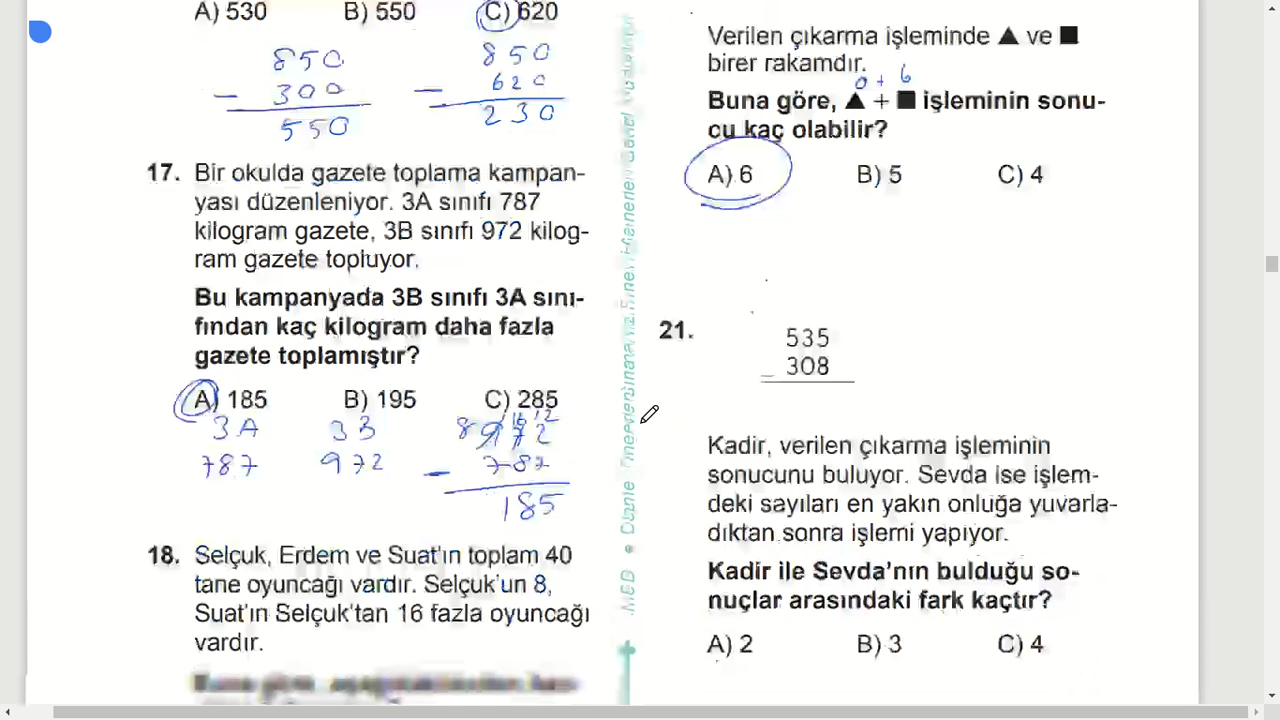 A) 530 B) 550 C) 620
850 850
- 300 - 620
550 230
17. Bir okulda gazete toplama kampan-
yası düzenleniyor. 3A sınıfı 787
kilogram gazete, 3B sınıfı 972 kilog-
ram gazete topluyor.
Bu kampanyada 3B sınıfı 3A sını-
fından kaç kilogram daha fazla
gazete toplamıştır?
A) 185 B) 195 C) 285
3A 3B 8 16 12
787 972 972
- 787
185
18. Selçuk, Erdem ve Suat'ın toplam 40
tane oyuncağı vardır. Selçuk'un 8,
Suat'ın Selçuk'tan 16 fazla oyuncağı
vardır.
Verilen çıkarma işleminde ▲ ve ■
birer rakamdır.
0 + 6
Buna göre, ▲ + ■ işleminin sonu-
cu kaç olabilir?
A) 6 B) 5 C) 4
21. 535
- 308
Kadir, verilen çıkarma işleminin
sonucunu buluyor. Sevda ise işlem-
deki sayıları en yakın onluğa yuvarla-
dıktan sonra işlemi yapıyor.
Kadir ile Sevda'nın bulduğu so-
nuçlar arasındaki fark kaçtır?
A) 2 B) 3 C) 4